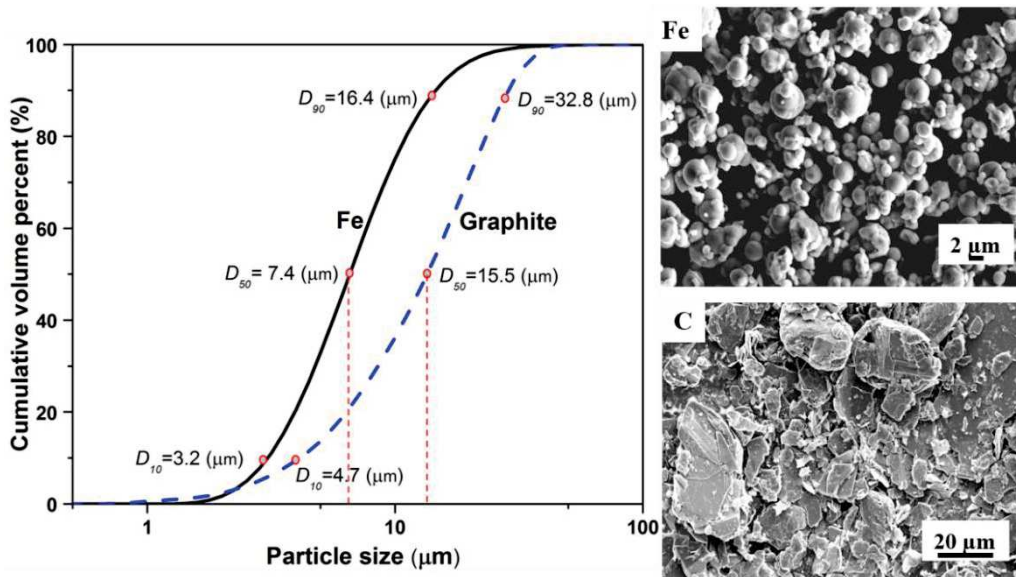 Cumulative volume percent (%)
100
80
60
40
20
0
D90=16.4 (μm)
D90=32.8 (μm)
Fe
Graphite
D50 = 7.4 (μm)
D50=15.5 (μm)
D10=3.2 (μm)
D10=4.7 (μm)
1
10
100
Particle size (μm)
Fe
2 μm
C
20 μm